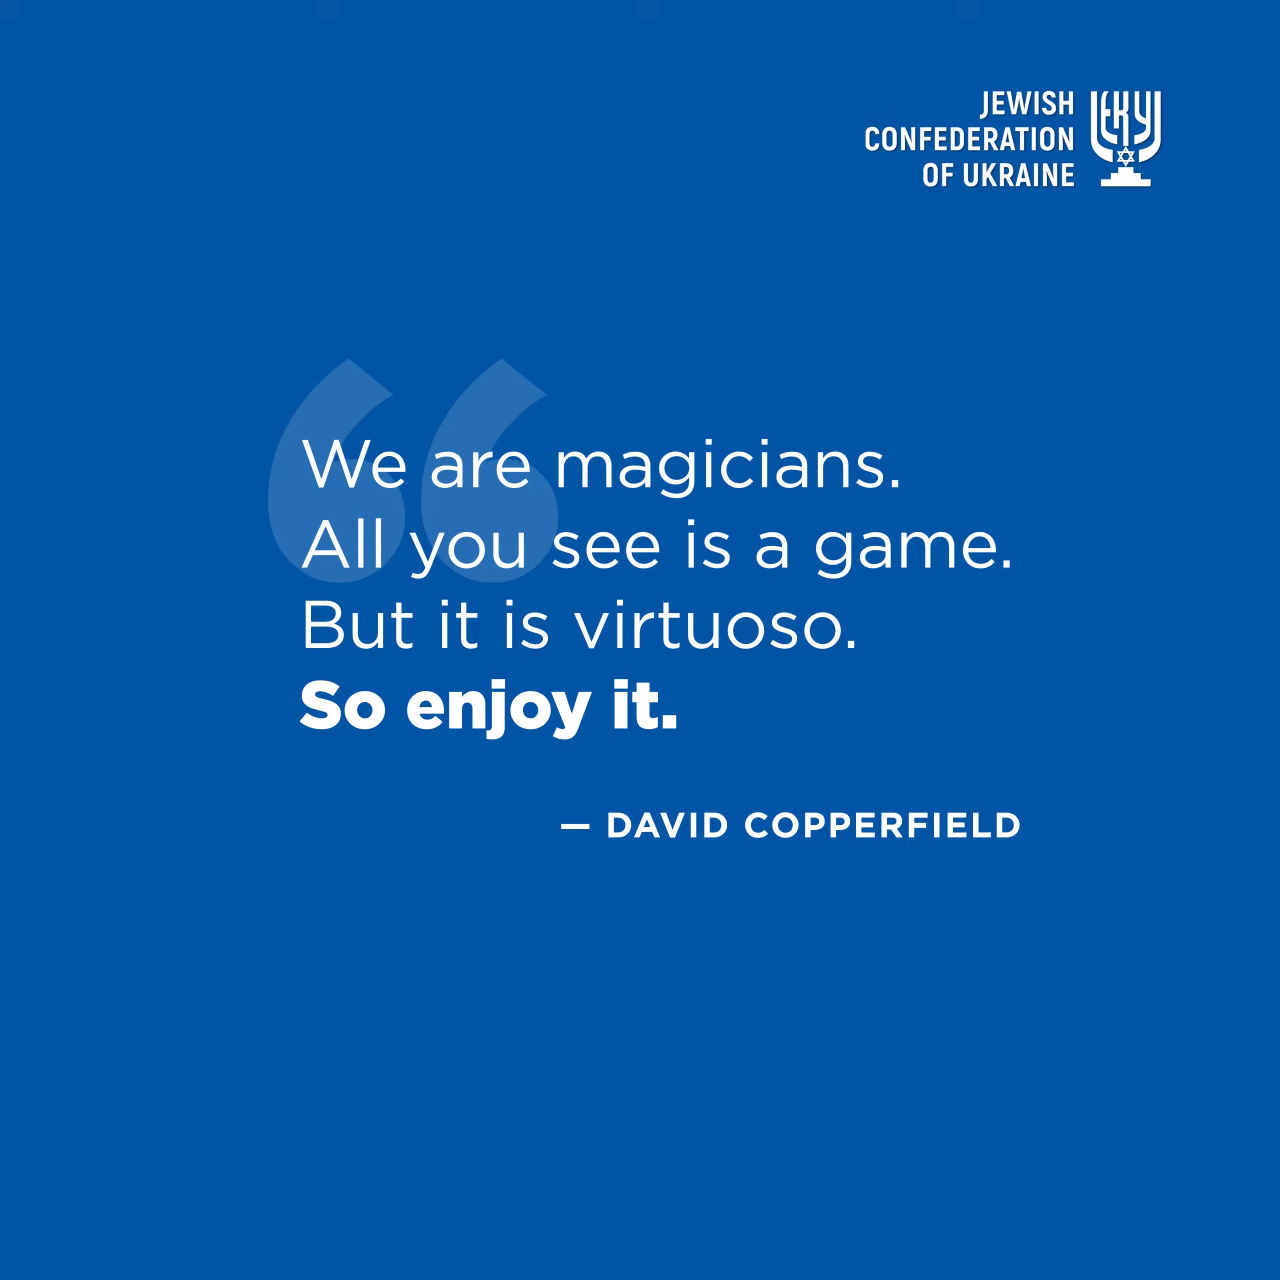 JEWISH
CONFEDERATION
OF UKRAINE
ЄКУ
We are magicians.
All you see is a game.
But it is virtuoso.
So enjoy it.
— DAVID COPPERFIELD